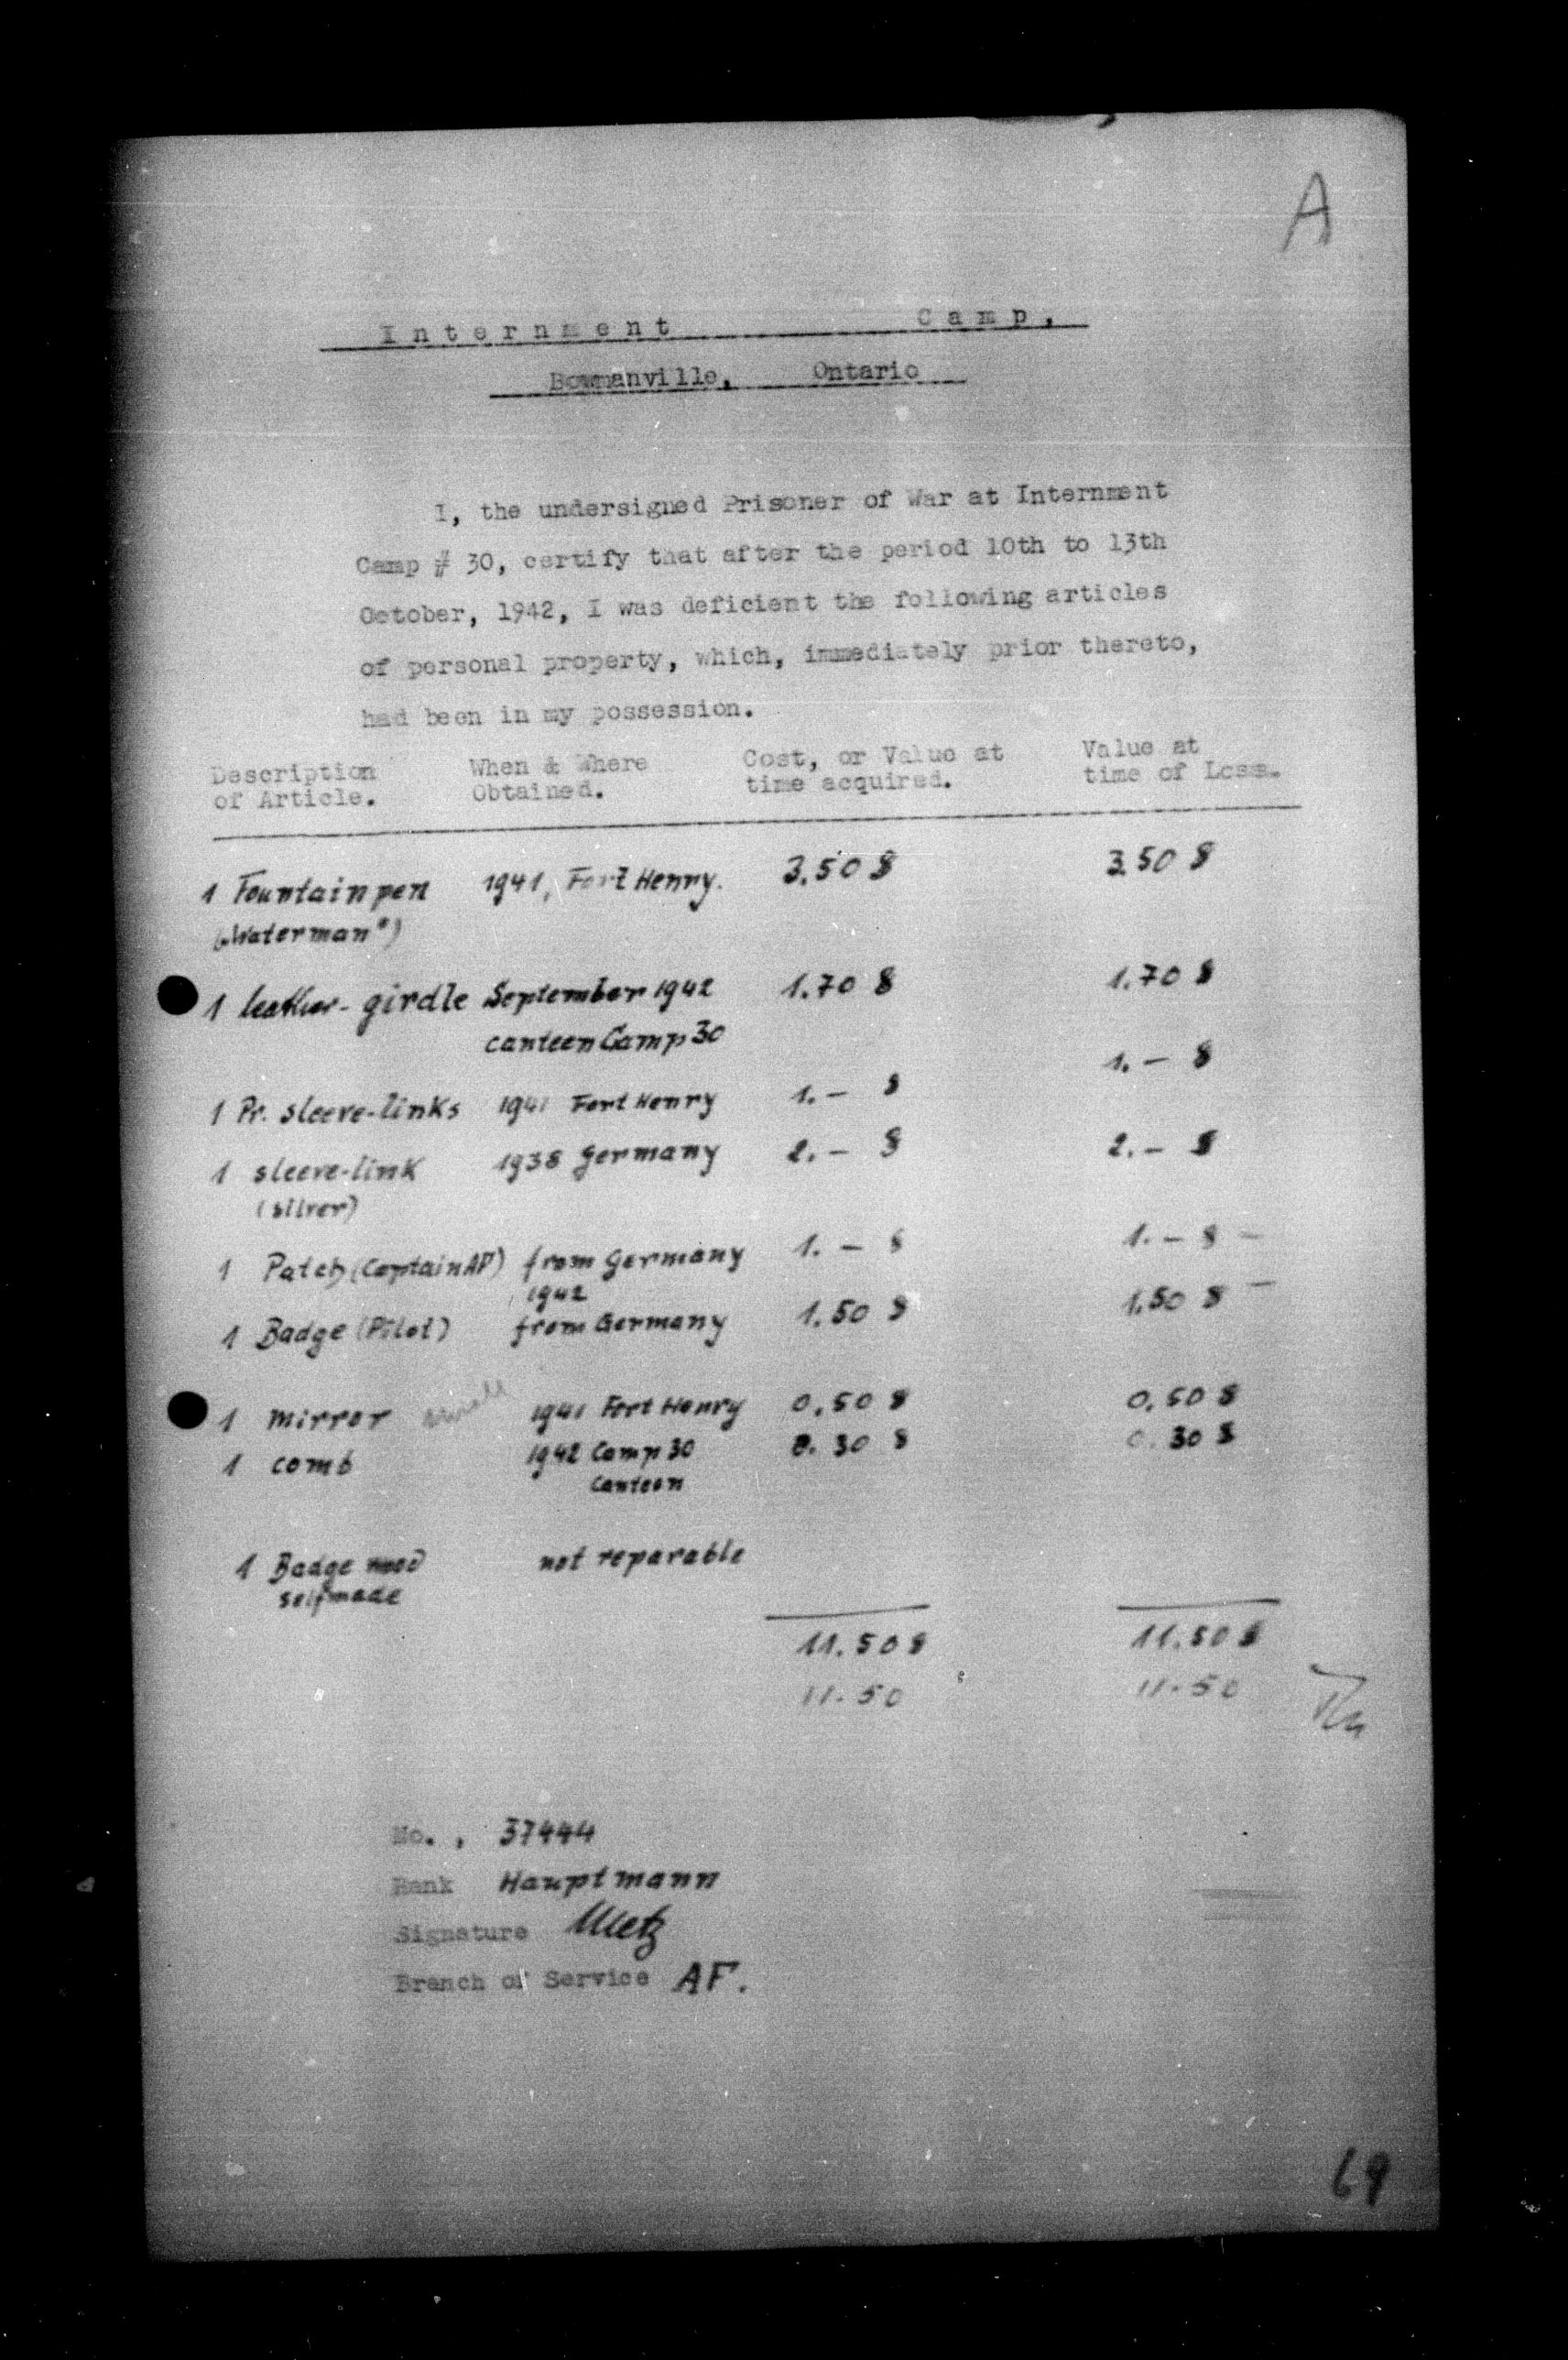 A
Internment Camp,
Bowmanville, Ontario
I, the undersigned Prisoner of War at Internment
Camp # 30, certify that after the period 10th to 13th
October, 1942, I was deficient the following articles
of personal property, which, immediately prior thereto,
had been in my possession.
Description of Article. When & Where Obtained. Cost, or Value at time acquired. Value at time of Loss.
1 Fountain pen 1941, Fort Henry. 3.50 $ 3.50 $
(„Waterman")
1 leather-girdle September 1942 1.70 $ 1.70 $
canteen Camp 30
1 Pr. sleeve-links 1941 Fort Henry 1.- $ 1.- $
1 sleeve-link 1938 Germany 2.- $ 2.- $
(silver)
1 Patch (Captain AF) from Germany 1.- $ 1.- $ -
1942
1 Badge (Pilot) from Germany 1.50 $ 1.50 $ -
1 mirror small 1941 Fort Henry 0.50 $ 0.50 $
1 comb 1942 Camp 30 0.30 $ 0.30 $
Canteen
1 Badge not reparable
selfmade
11.50 $ 11.50 $
11.50 11.50
No., 37444
Rank Hauptmann
Signature Metz
Branch of Service AF.
69